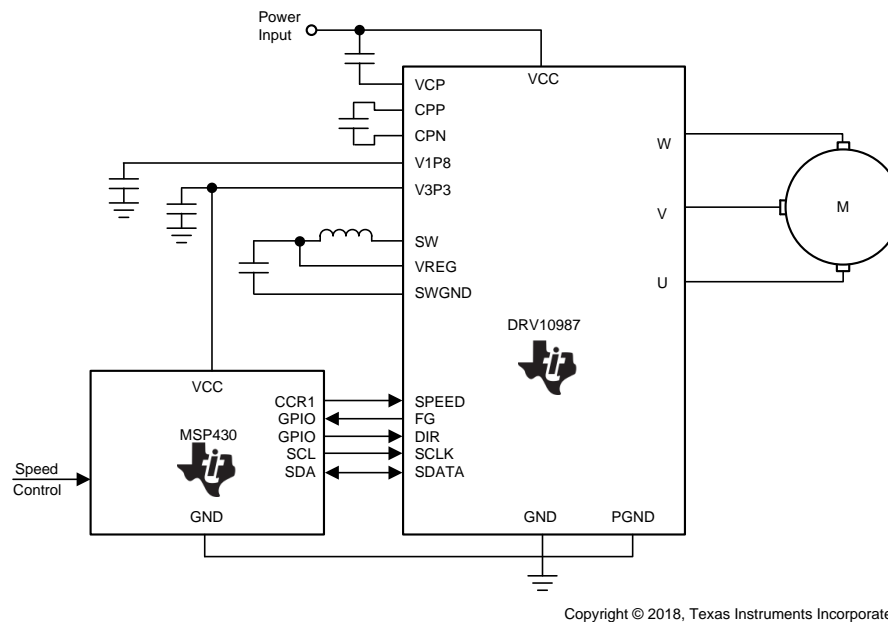 Power
Input
VCC
VCP
CPP
CPN
V1P8
V3P3
SW
VREG
SWGND
W
V
U
M
DRV10987
VCC
CCR1
GPIO
GPIO
SCL
SDA
SPEED
FG
DIR
SCLK
SDATA
MSP430
Speed
Control
GND
GND
PGND
Copyright © 2018, Texas Instruments Incorporate